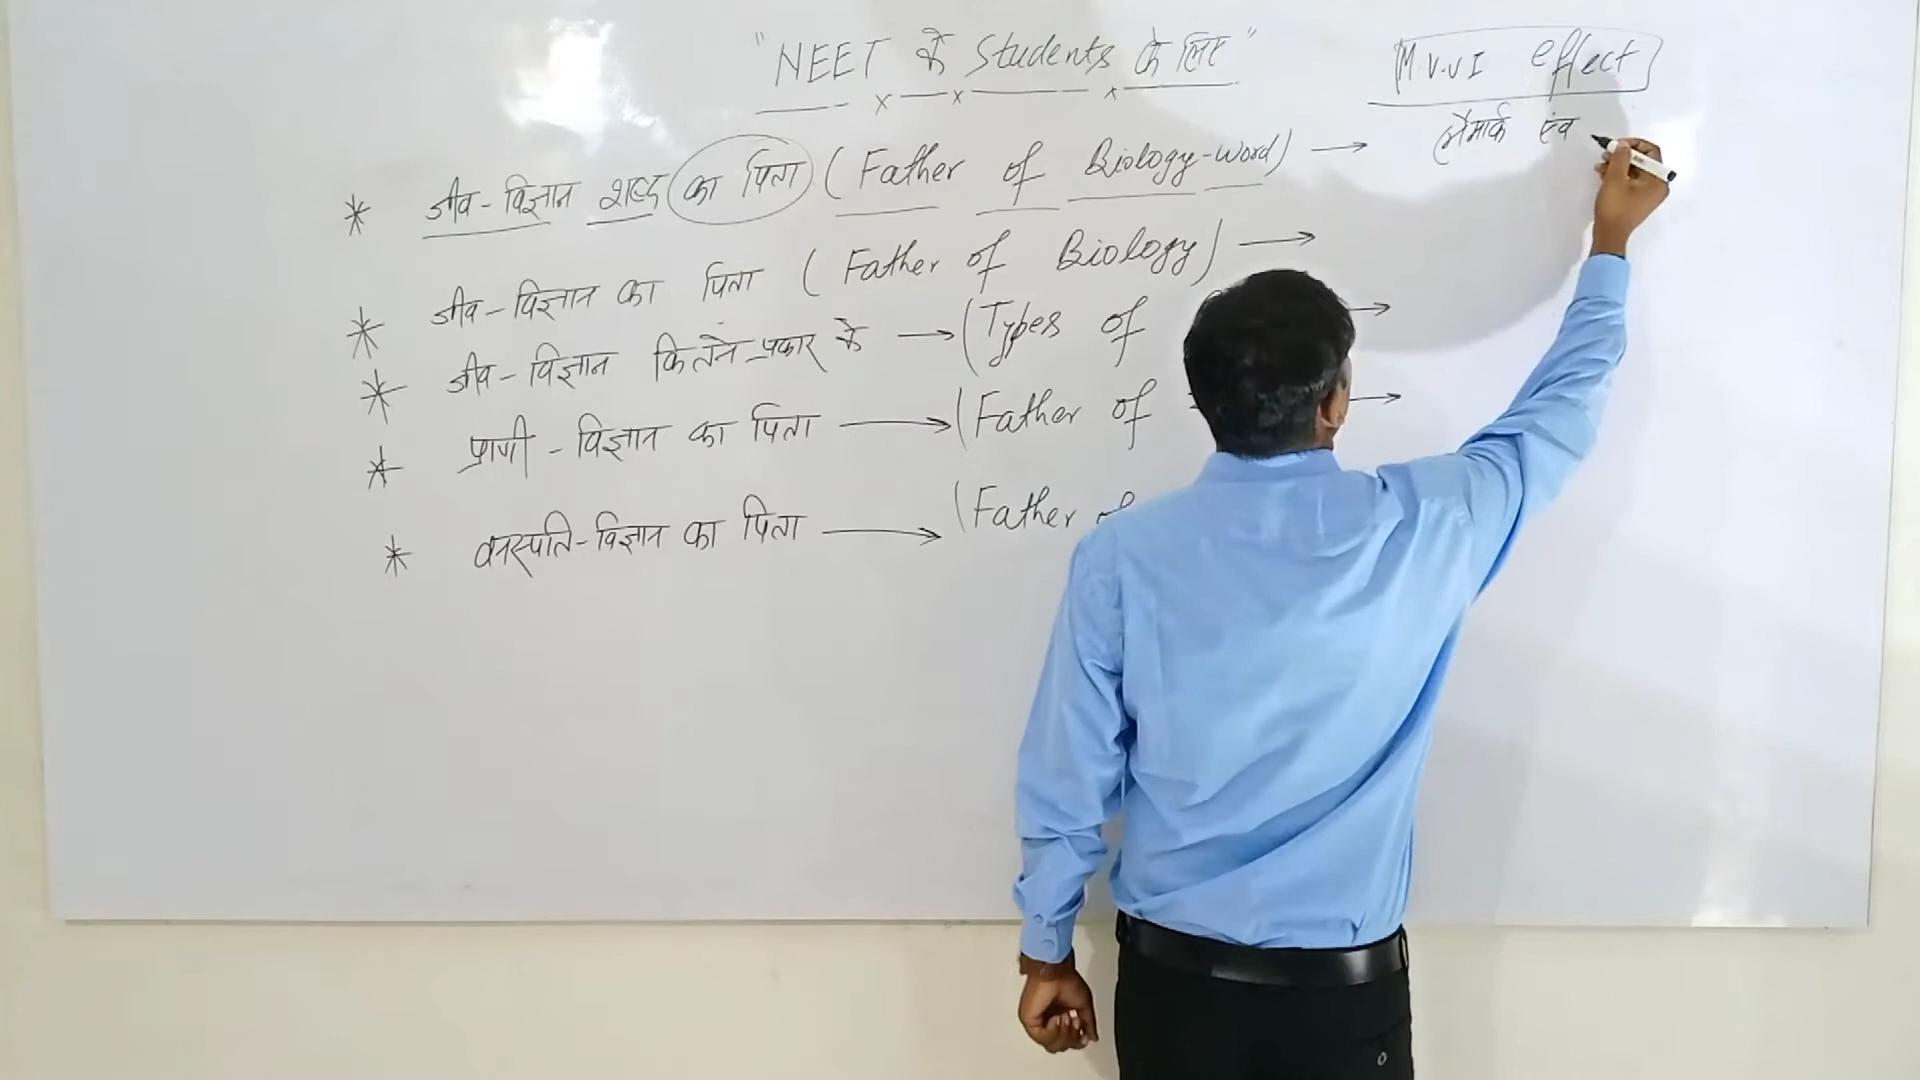 "NEET के Students के लिए"
[M.V.V.I effect]
* जीव-विज्ञान शब्द का पिता (Father of Biology-word) → लैमार्क एंव
* जीव-विज्ञान का पिता (Father of Biology) →
* जीव-विज्ञान कितने प्रकार के → (Types of →
* प्राणी-विज्ञान का पिता → (Father of →
* वनस्पति-विज्ञान का पिता → (Father of